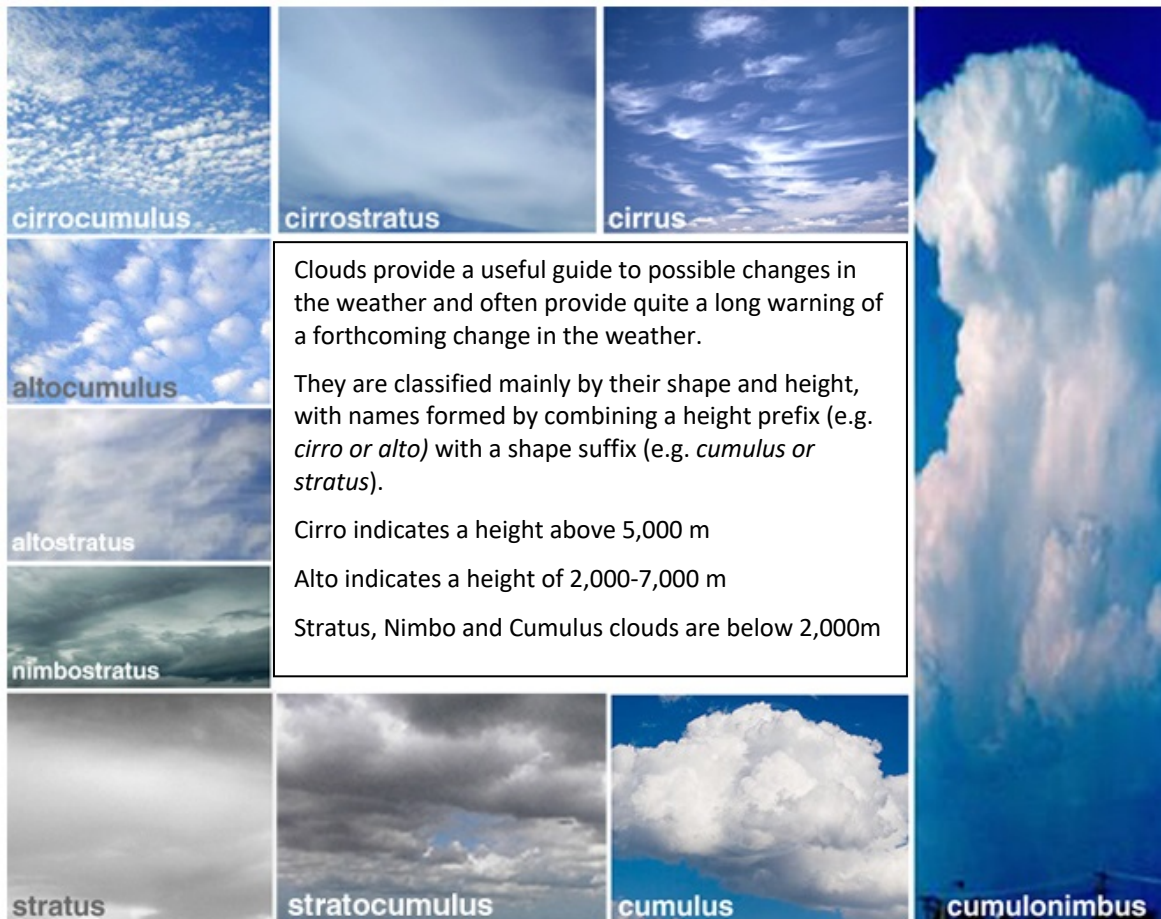 cirrocumulus
cirrostratus
cirrus
altocumulus
altostratus
nimbostratus
Clouds provide a useful guide to possible changes in
the weather and often provide quite a long warning of
a forthcoming change in the weather.
They are classified mainly by their shape and height,
with names formed by combining a height prefix (e.g.
cirro or alto) with a shape suffix (e.g. cumulus or
stratus).
Cirro indicates a height above 5,000 m
Alto indicates a height of 2,000-7,000 m
Stratus, Nimbo and Cumulus clouds are below 2,000m
stratus
stratocumulus
cumulus
cumulonimbus